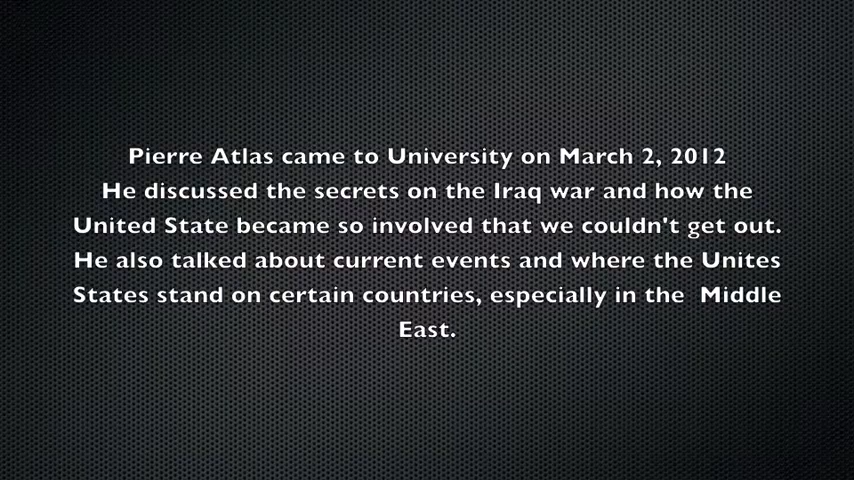 Pierre Atlas came to University on March 2, 2012
He discussed the secrets on the Iraq war and how the
United State became so involved that we couldn't get out.
He also talked about current events and where the Unites
States stand on certain countries, especially in the  Middle
East.